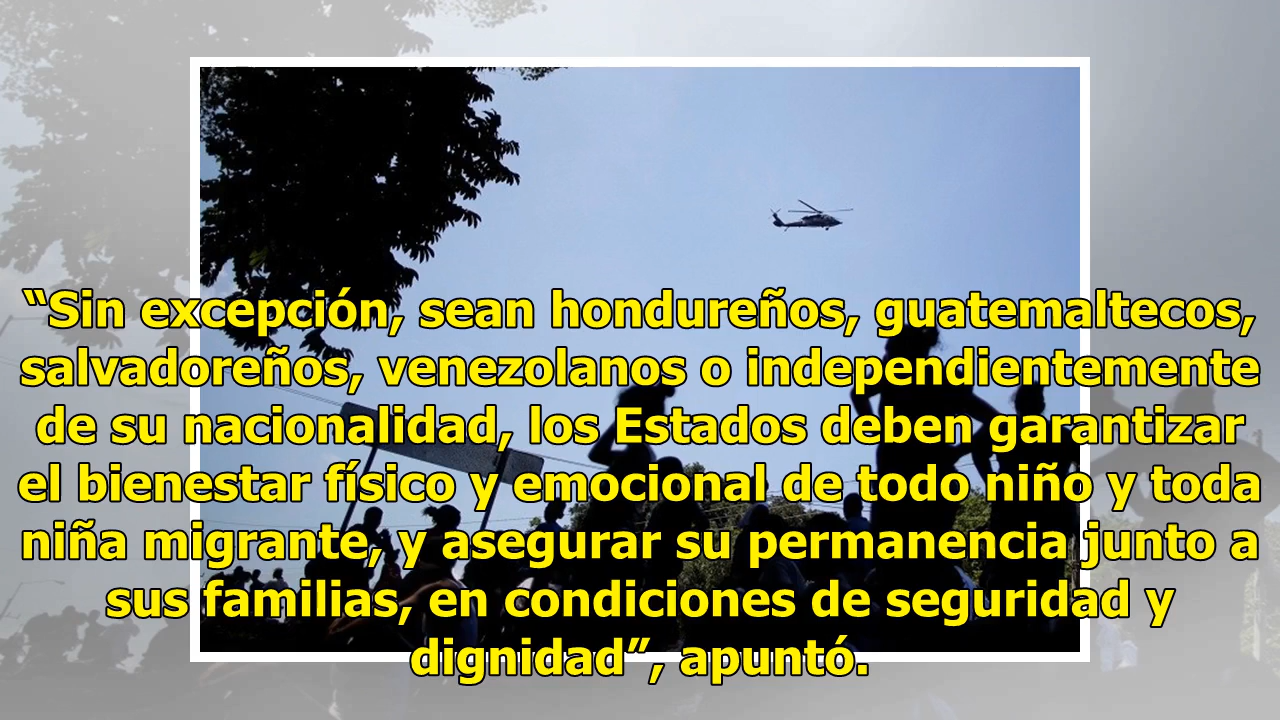 “Sin excepción, sean hondureños, guatemaltecos,
salvadoreños, venezolanos o independientemente
de su nacionalidad, los Estados deben garantizar
el bienestar físico y emocional de todo niño y toda
niña migrante, y asegurar su permanencia junto a
sus familias, en condiciones de seguridad y
dignidad”, apuntó.